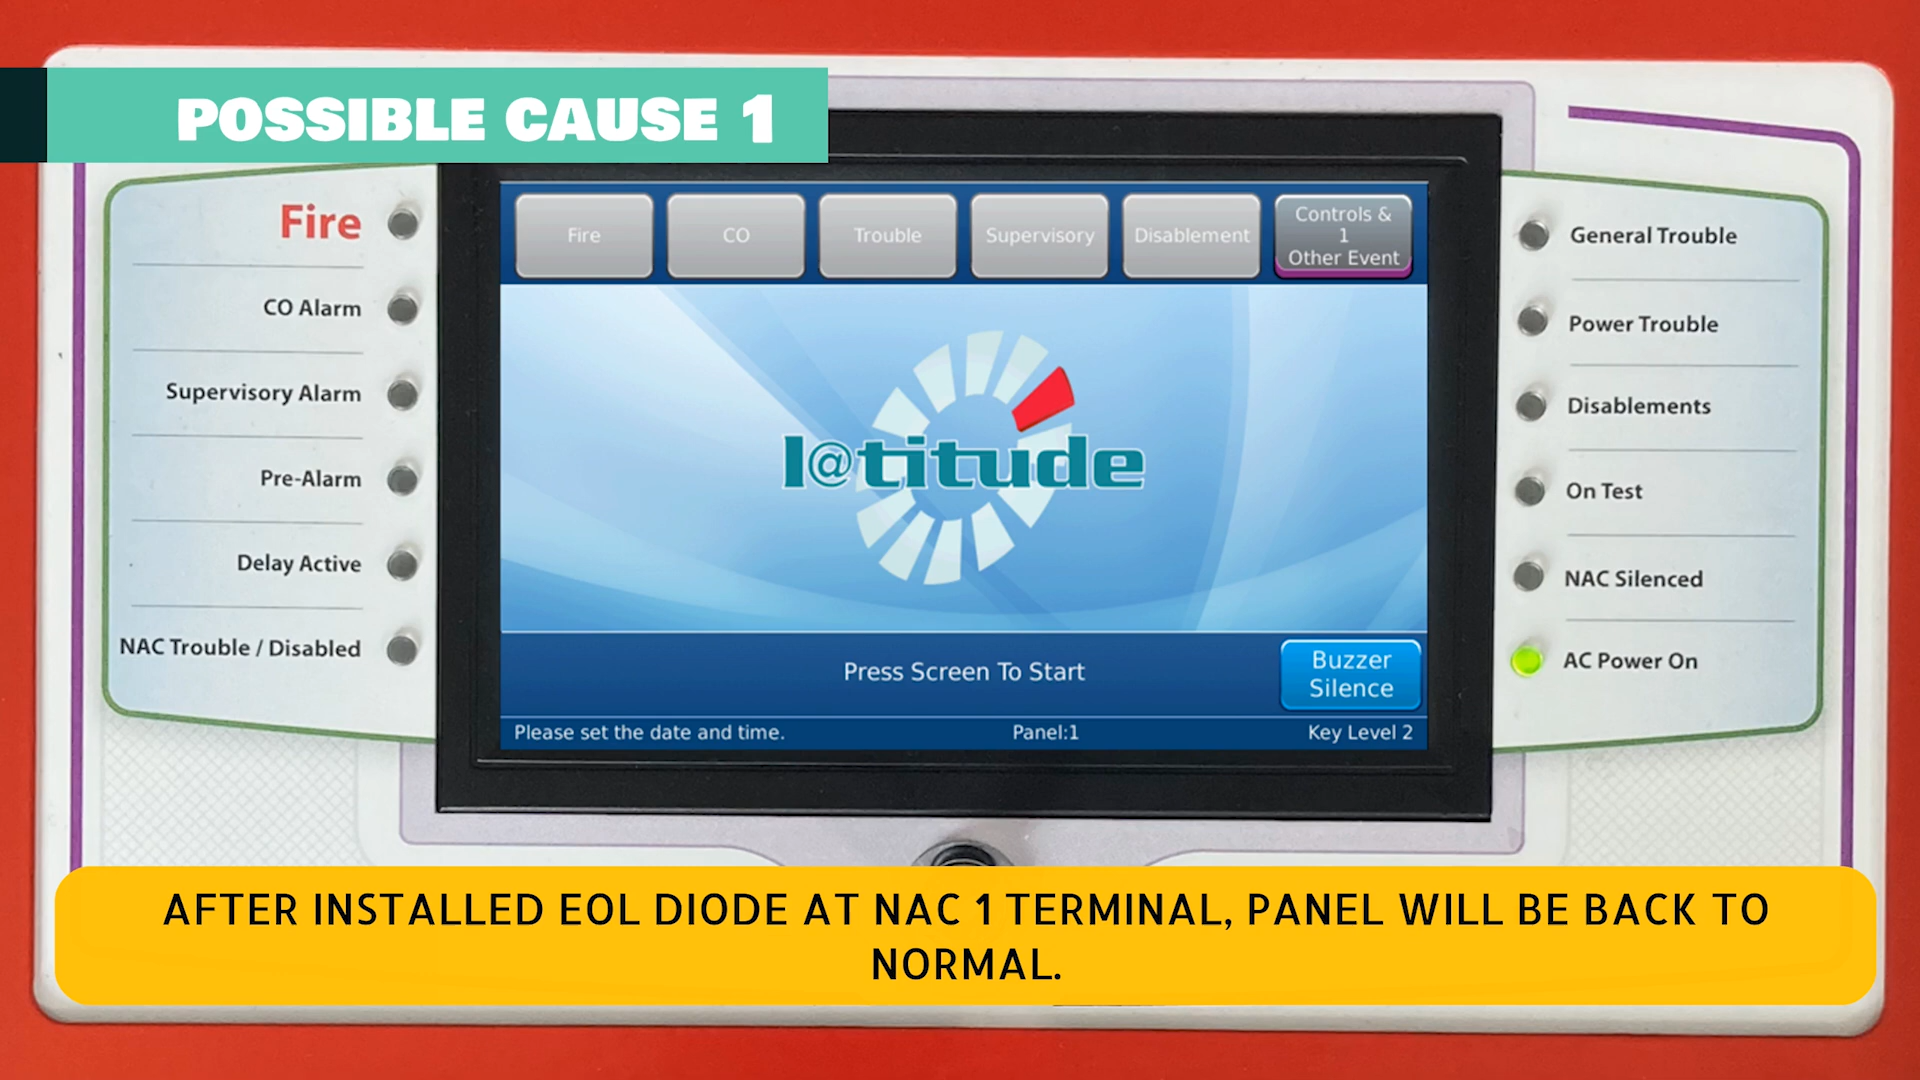 POSSIBLE CAUSE 1
Fire
CO Alarm
Supervisory Alarm
Pre-Alarm
Delay Active
NAC Trouble / Disabled
Fire
CO
Trouble
Supervisory
Disablement
Controls &
1
Other Event
l@titude
Press Screen To Start
Buzzer
Silence
Please set the date and time.
Panel:1
Key Level 2
General Trouble
Power Trouble
Disablements
On Test
NAC Silenced
AC Power On
AFTER INSTALLED EOL DIODE AT NAC 1 TERMINAL, PANEL WILL BE BACK TO
NORMAL.